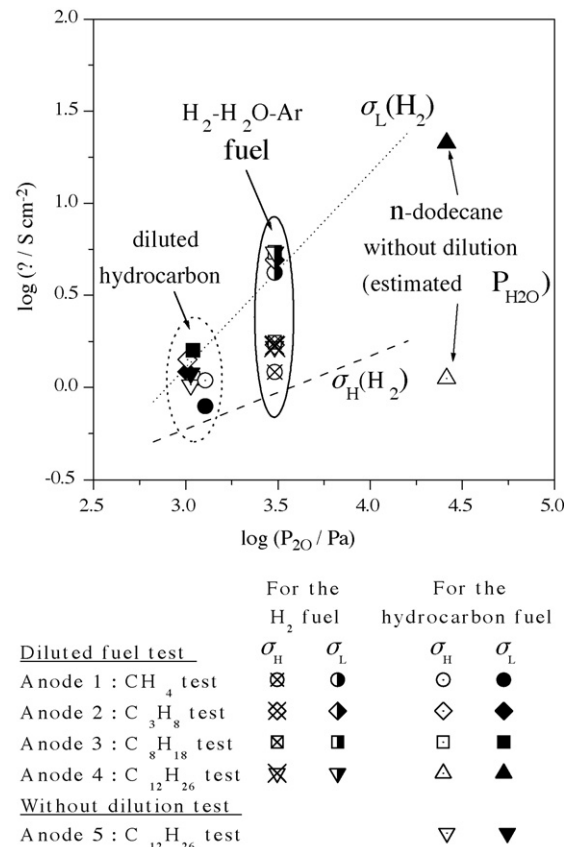 2.0
1.5
1.0
0.5
0.0
-0.5
log (? / S cm-2)
H2-H2O-Ar
fuel
σL(H2)
diluted
hydrocarbon
n-dodecane
without dilution
(estimated PH2O)
σH(H2)
2.5 3.0 3.5 4.0 4.5 5.0
log (P2O / Pa)
For the For the
H2 fuel hydrocarbon fuel
Diluted fuel test σH σL σH σL
Anode 1 : CH4 test
Anode 2 : C3H8 test
Anode 3 : C8H18 test
Anode 4 : C12H26 test
Without dilution test
Anode 5 : C12H26 test